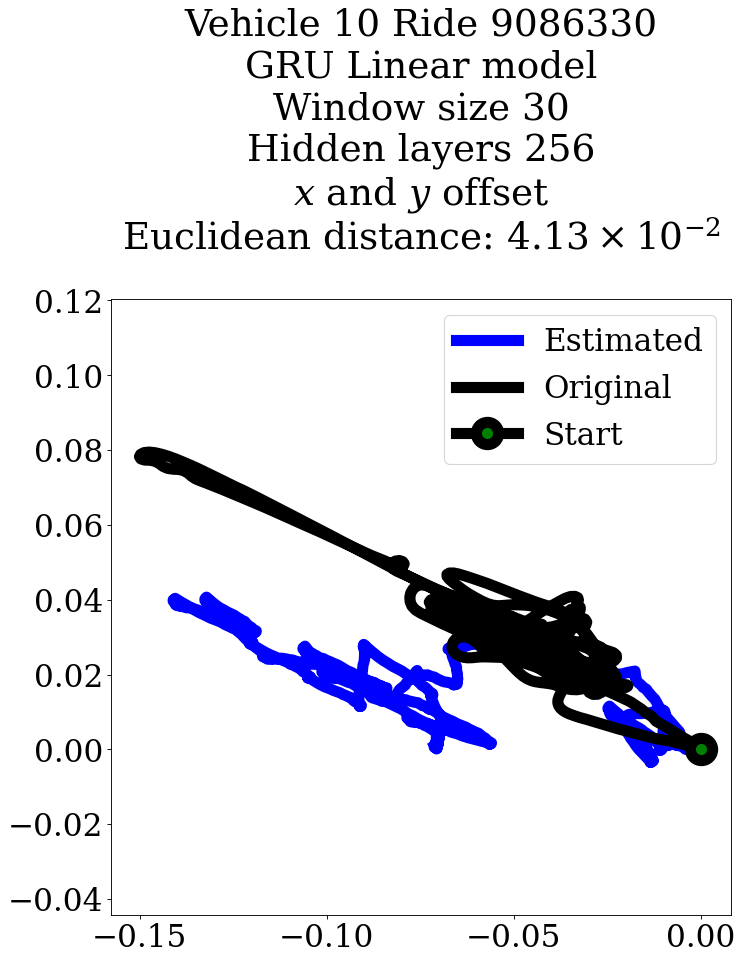 Vehicle 10 Ride 9086330
GRU Linear model
Window size 30
Hidden layers 256
x and y offset
Euclidean distance: 4.13 × 10⁻²
0.12
0.10
0.08
0.06
0.04
0.02
0.00
−0.02
−0.04
Estimated
Original
Start
−0.15 −0.10 −0.05 0.00